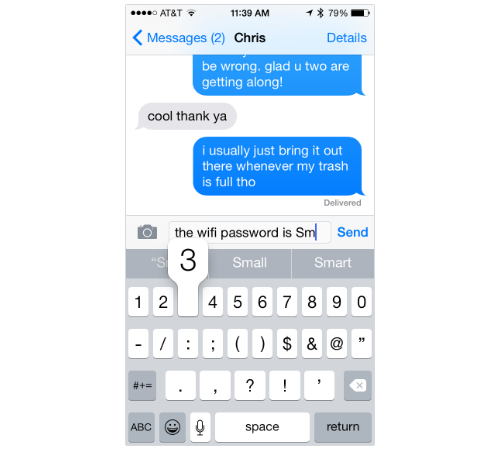 AT&T 11:39 AM 79%
Messages (2) Chris Details
be wrong. glad u two are
getting along!
cool thank ya
i usually just bring it out
there whenever my trash
is full tho
Delivered
the wifi password is Sm Send
Small Smart
3
1 2 4 5 6 7 8 9 0
- / : ; ( ) $ & @ ”
#+= . , ? ! ’
ABC space return